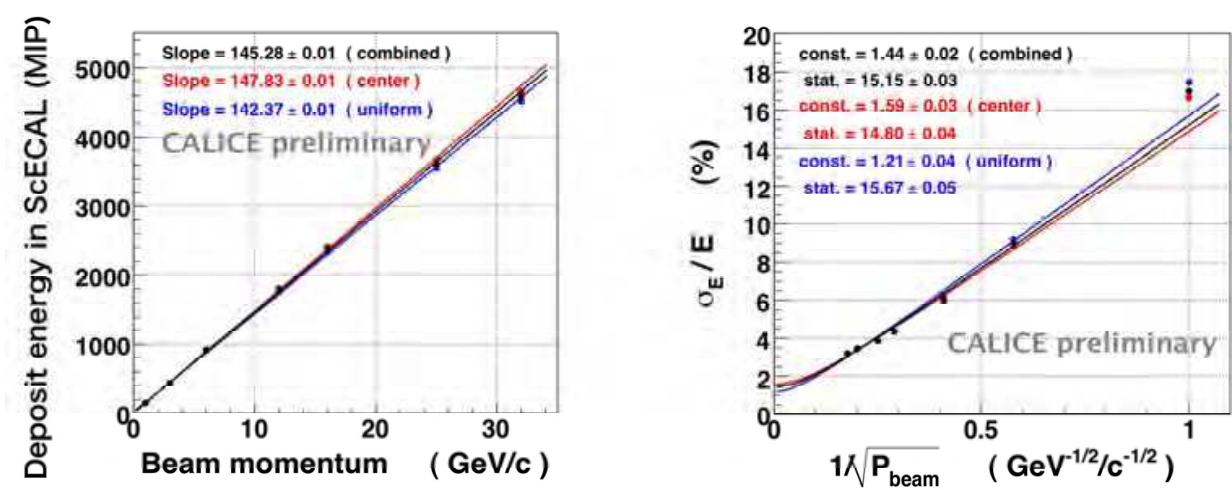 Deposit energy in ScECAL (MIP)
Slope = 145.28 ± 0.01 ( combined )
Slope = 147.83 ± 0.01 ( center )
Slope = 142.37 ± 0.01 ( uniform )
CALICE preliminary
5000
4000
3000
2000
1000
0
0 10 20 30
Beam momentum ( GeV/c )
σE / E (%)
const. = 1.44 ± 0.02 ( combined )
stat. = 15.15 ± 0.03
const. = 1.59 ± 0.03 ( center )
stat. = 14.80 ± 0.04
const. = 1.21 ± 0.04 ( uniform )
stat. = 15.67 ± 0.05
CALICE preliminary
20
18
16
14
12
10
8
6
4
2
0
0 0.5 1
1/√Pbeam ( GeV-1/2/c-1/2 )